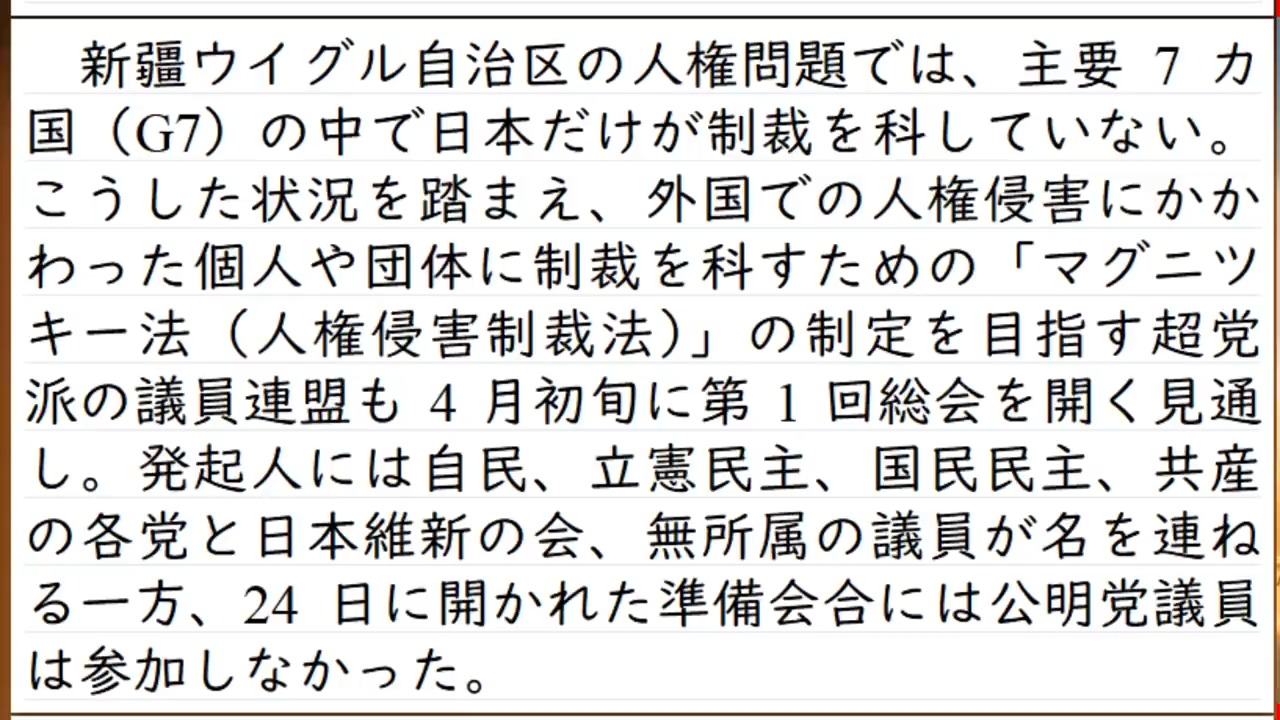 新疆ウイグル自治区の人権問題では、主要 7 カ
国（G7）の中で日本だけが制裁を科していない。
こうした状況を踏まえ、外国での人権侵害にかか
わった個人や団体に制裁を科すための「マグニツ
キー法（人権侵害制裁法）」の制定を目指す超党
派の議員連盟も 4 月初旬に第 1 回総会を開く見通
し。発起人には自民、立憲民主、国民民主、共産
の各党と日本維新の会、無所属の議員が名を連ね
る一方、24 日に開かれた準備会合には公明党議員
は参加しなかった。